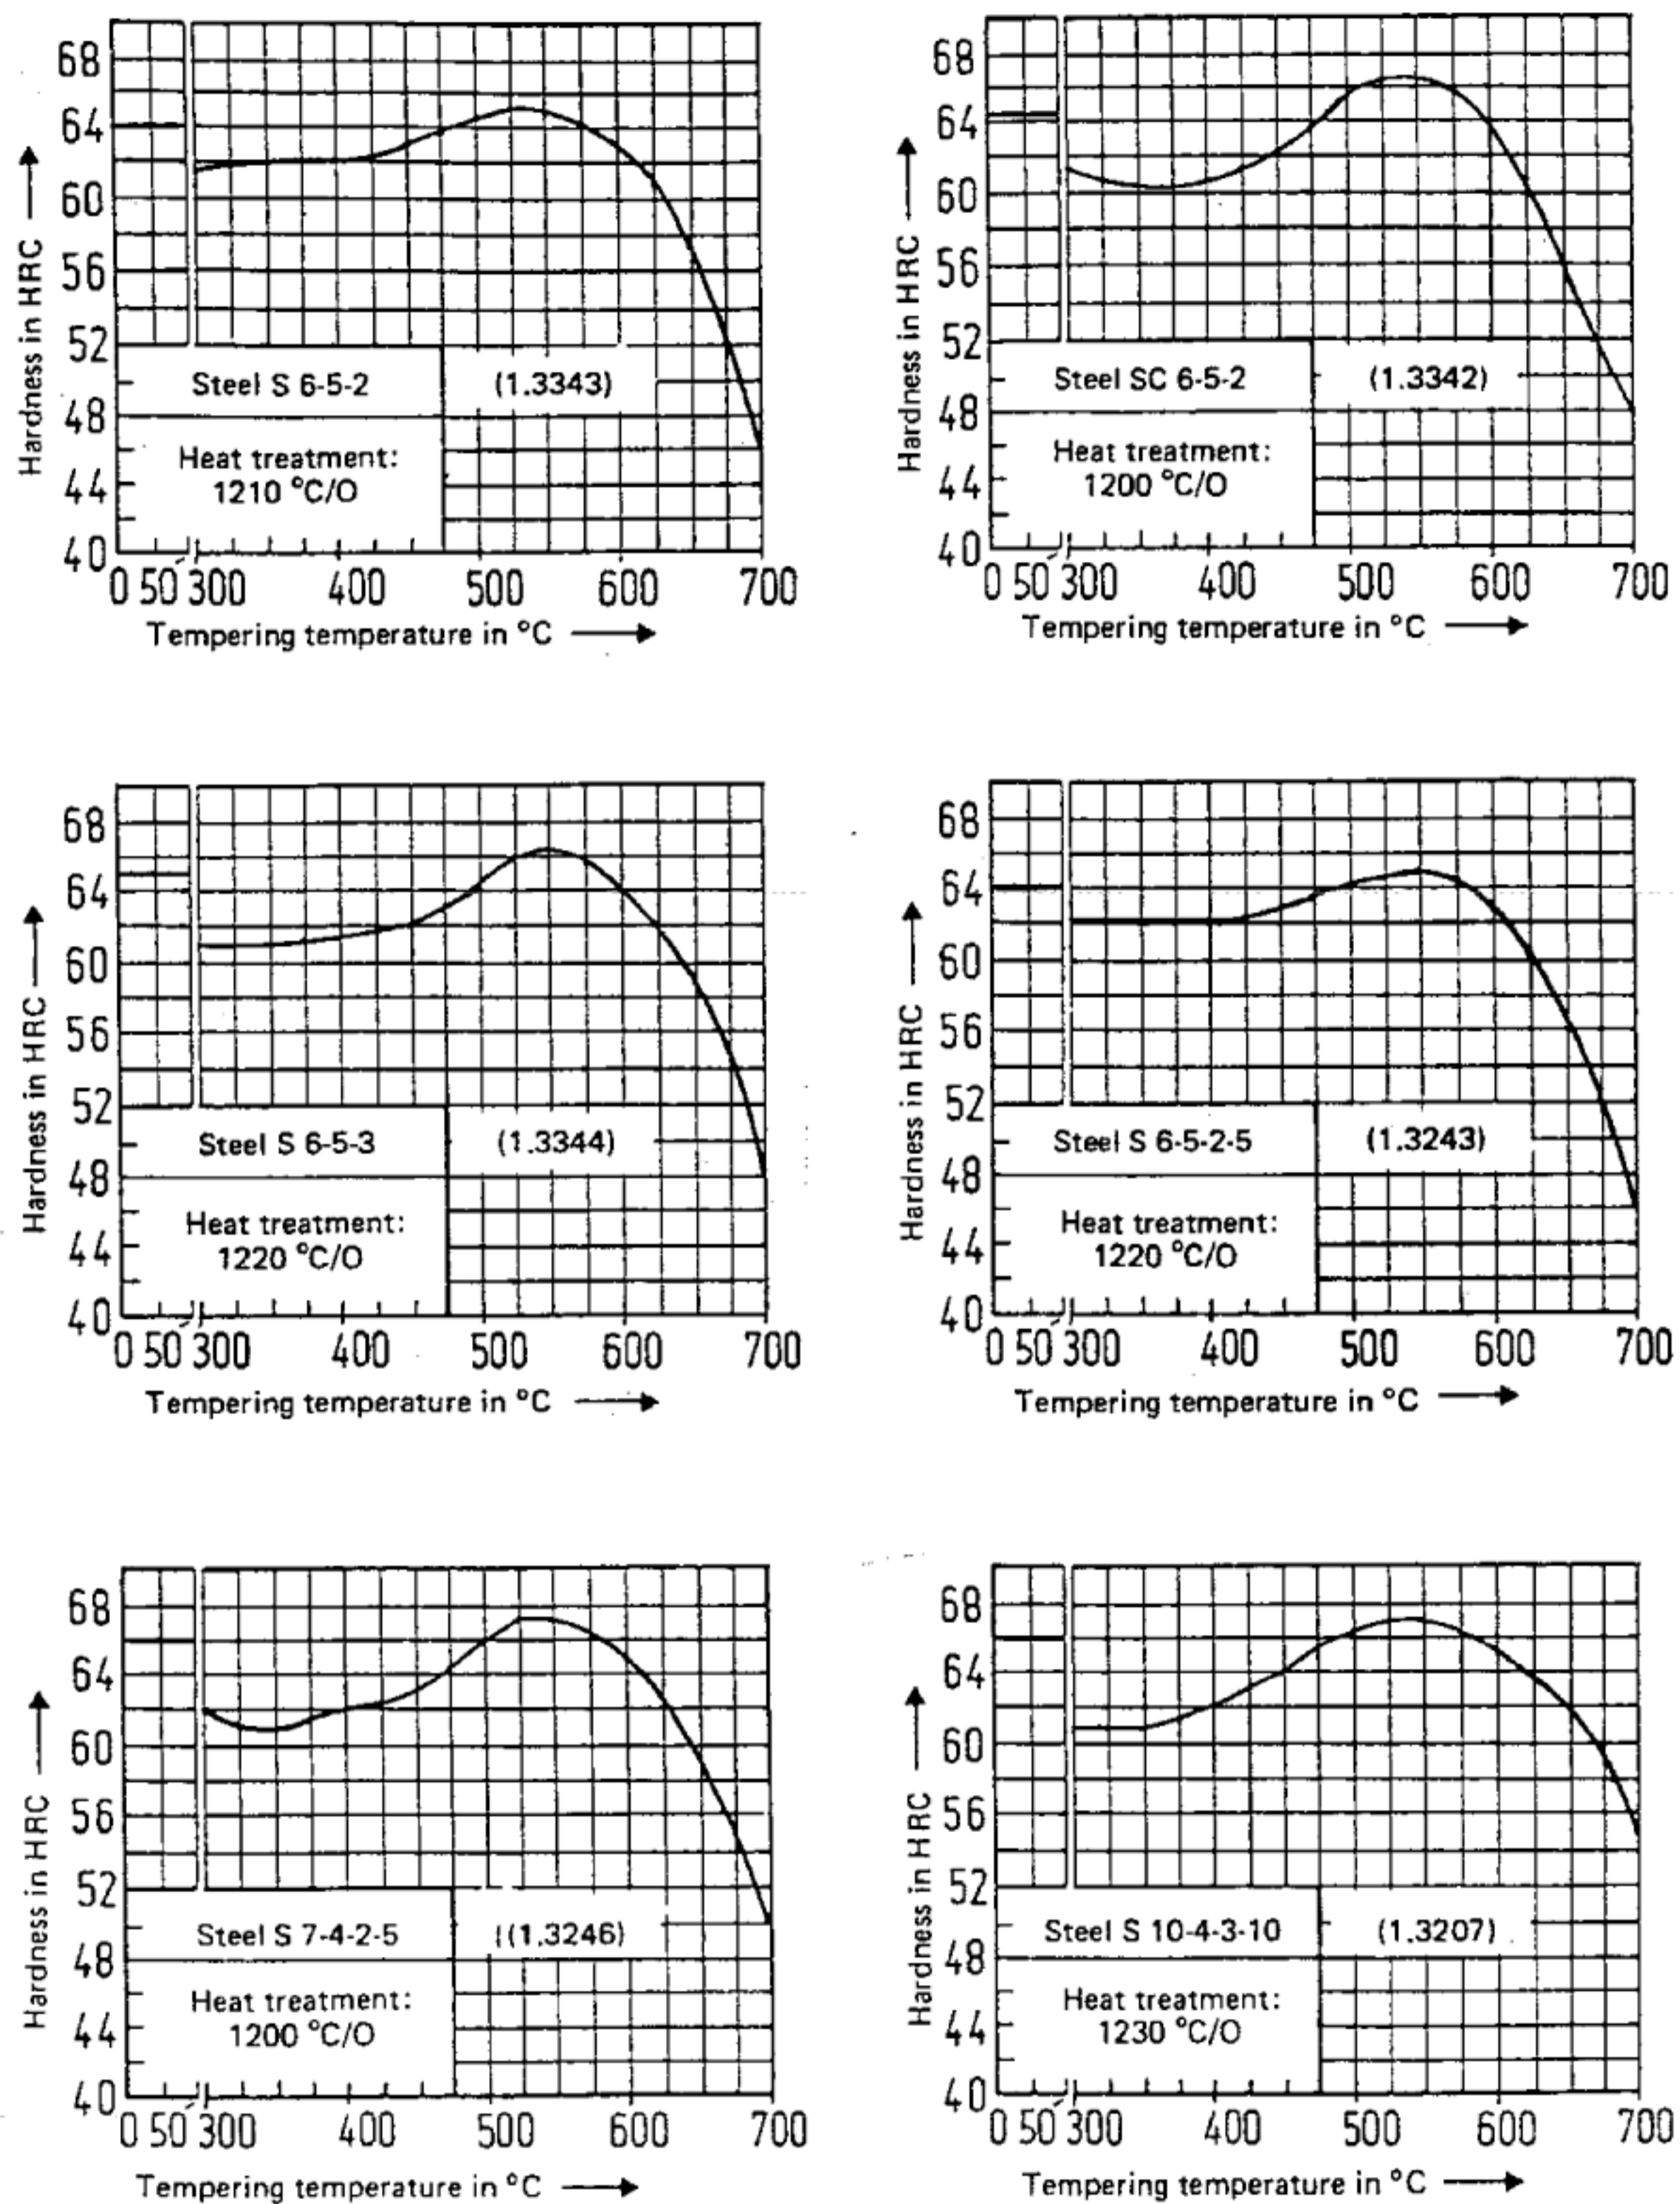 Hardness in HRC
68
64
60
56
52
48
44
40
Steel S 6-5-2 (1.3343)
Heat treatment:
1210 °C/O
0 50 300 400 500 600 700
Tempering temperature in °C
Hardness in HRC
68
64
60
56
52
48
44
40
Steel SC 6-5-2 (1.3342)
Heat treatment:
1200 °C/O
0 50 300 400 500 600 700
Tempering temperature in °C
Hardness in HRC
68
64
60
56
52
48
44
40
Steel S 6-5-3 (1.3344)
Heat treatment:
1220 °C/O
0 50 300 400 500 600 700
Tempering temperature in °C
Hardness in HRC
68
64
60
56
52
48
44
40
Steel S 6-5-2-5 (1.3243)
Heat treatment:
1220 °C/O
0 50 300 400 500 600 700
Tempering temperature in °C
Hardness in HRC
68
64
60
56
52
48
44
40
Steel S 7-4-2-5 (1.3246)
Heat treatment:
1200 °C/O
0 50 300 400 500 600 700
Tempering temperature in °C
Hardness in HRC
68
64
60
56
52
48
44
40
Steel S 10-4-3-10 (1.3207)
Heat treatment:
1230 °C/O
0 50 300 400 500 600 700
Tempering temperature in °C